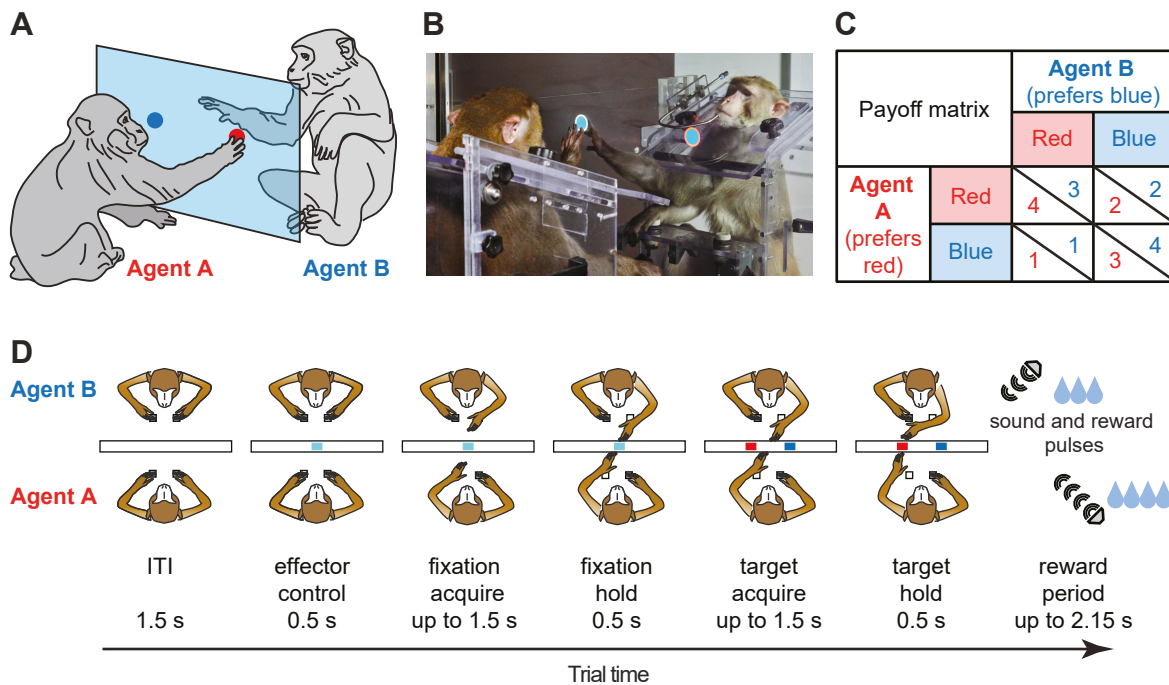 A
B
C
Agent A
Agent B
Payoff matrix
Agent B
(prefers blue)
Red
Blue
Agent
A
(prefers
red)
Red
4
3
2
2
Blue
1
1
3
4
D
Agent B
Agent A
sound and reward
pulses
ITI
1.5 s
effector
control
0.5 s
fixation
acquire
up to 1.5 s
fixation
hold
0.5 s
target
acquire
up to 1.5 s
target
hold
0.5 s
reward
period
up to 2.15 s
Trial time